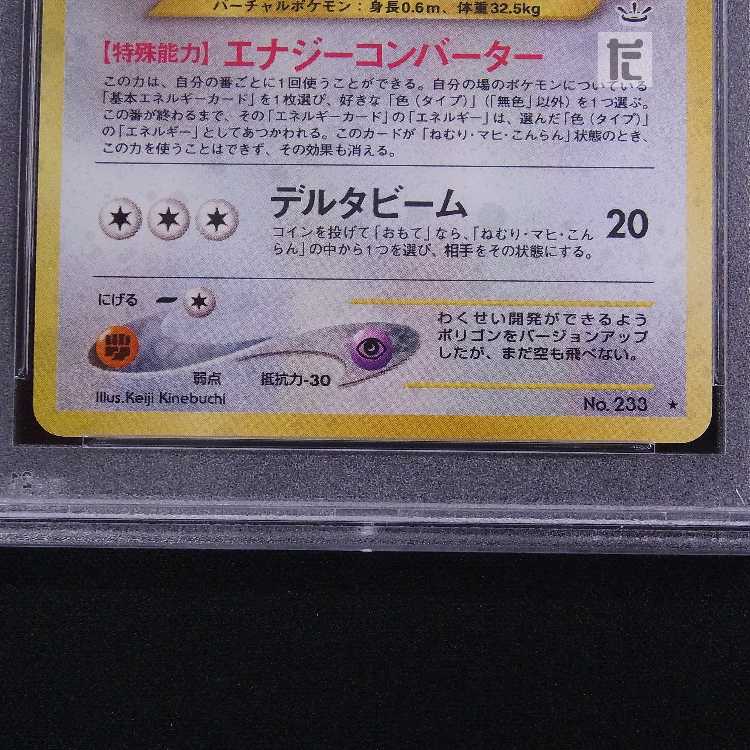 バーチャルポケモン：身長0.6m、体重32.5kg
【特殊能力】エナジーコンバーター
この力は、自分の番ごとに1回使うことができる。自分の場のポケモンについている
「基本エネルギーカード」を1枚選び、好きな「色（タイプ）」（「無色」以外）を1つ選ぶ。
この番が終わるまで、その「エネルギーカード」の「エネルギー」は、選んだ「色（タイプ）」
の「エネルギー」としてあつかわれる。このカードが「ねむり・マヒ・こんらん」状態のとき、
この力を使うことはできず、その効果も消える。
デルタビーム 20
コインを投げて「おもて」なら、「ねむり・マヒ・こん
らん」の中から1つを選び、相手をその状態にする。
にげる
わくせい開発ができるよう
ポリゴンをバージョンアップ
したが、まだ空も飛べない。
弱点 抵抗力-30
Illus.Keiji Kinebuchi
No. 233 ★